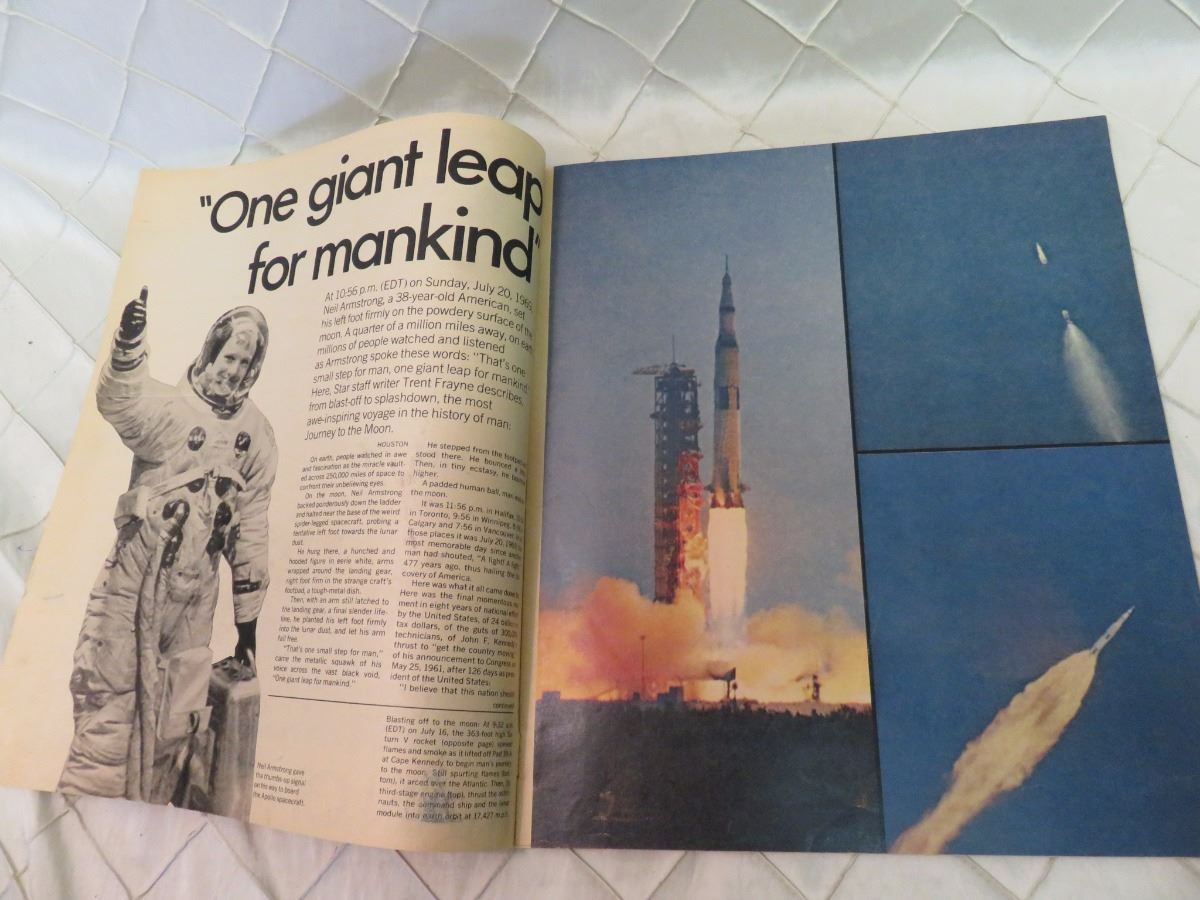 "One giant leap
for mankind"
At 10:56 p.m. (EDT) on Sunday, July 20, 1969,
Neil Armstrong, a 38-year-old American, set
his left foot firmly on the powdery surface of the
moon. A quarter of a million miles away, on earth
millions of people watched and listened
as Armstrong spoke these words: "That's one
small step for man, one giant leap for mankind
Here, Star staff writer Trent Frayne describes,
from blast-off to splashdown, the most
awe-inspiring voyage in the history of man:
Journey to the Moon.
HOUSTON
On earth, people watched in awe
and fascination as the miracle vault-
ed across 250,000 miles of space to
confront their unbelieving eyes.
On the moon, Neil Armstrong
backed ponderously down the ladder
and halted near the base of the weird
spider-legged spacecraft, probing a
tentative left foot towards the lunar
dust.
He hung there, a hunched and
hooded figure in eerie white, arms
wrapped around the landing gear,
right foot firm in the strange craft's
footpad, a tough-metal dish.
Then, with an arm still latched to
the landing gear, a final slender life-
line, he planted his left foot firmly
into the lunar dust, and let his arm
fall free.
"That's one small step for man,"
came the metallic squawk of his
voice across the vast black void,
"One giant leap for mankind."
He stepped from the
stood there. He bounced a
Then, in tiny ecstasy, he
higher.
A padded human ball, man
the moon.
It was 11:56 p.m. in Halifax,
in Toronto, 9:56 in Winnipeg,
Calgary and 7:56 in Vancouver.
those places it was July 20, 1969
most memorable day since
man had shouted, "A light! A
477 years ago, thus hailing the
covery of America.
Here was what it all came down
Here was the final
ment in eight years of national
by the United States, of 24
tax dollars, of the guts of 300,
technicians, of John F. Kennedy's
thrust to "get the country
of his announcement to Congress
May 25, 1961, after 126 days as
ident of the United States:
"I believe that this nation should
continued
Neil Armstrong gave
the thumbs-up signal
on his way to board
the Apollo spacecraft.
Blasting off to the moon: At 9:32
(EDT) on July 16, the 363-foot high
turn V rocket (opposite page) spewed
flames and smoke as it lifted off Pad
at Cape Kennedy to begin man's journey
to the moon. Still spurting flames
tom), it arced over the Atlantic. Then,
third-stage engine (top), thrust the
nauts, the command ship and the lunar
module into earth orbit at 17,427 m.p.h.